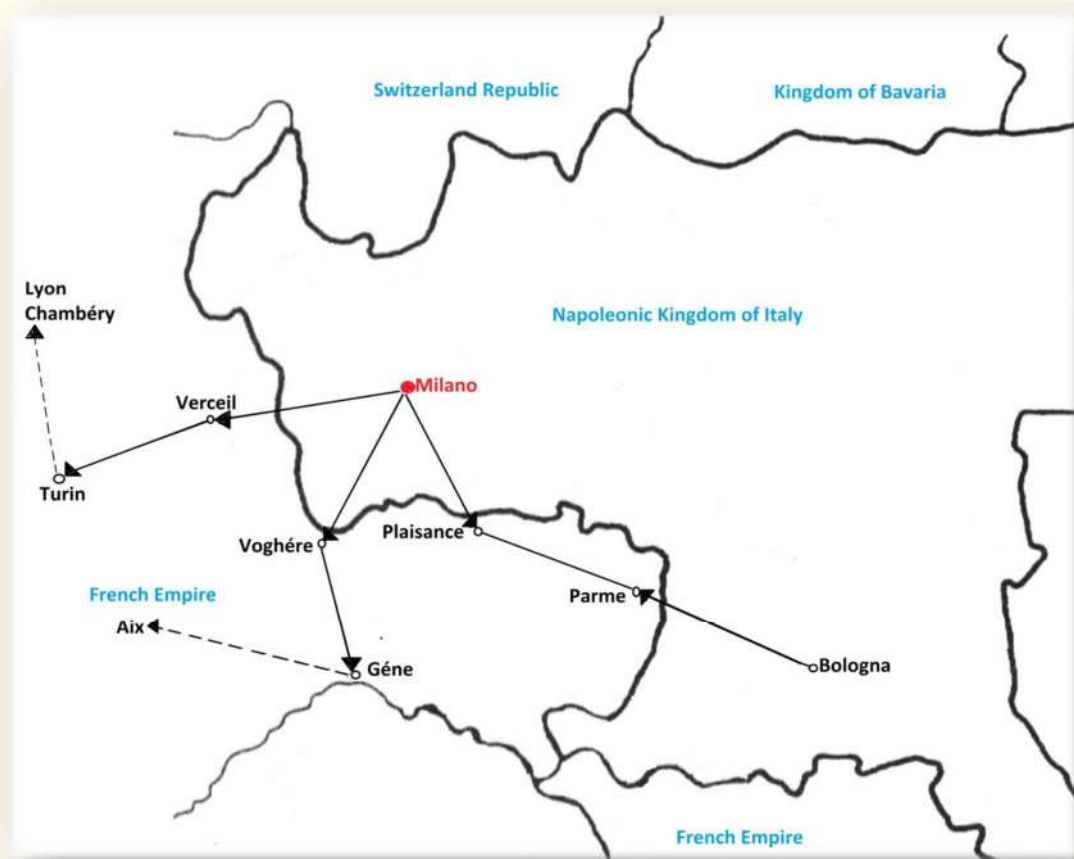 Switzerland Republic
Kingdom of Bavaria
Lyon
Chambéry
Napoleonic Kingdom of Italy
Milano
Verceil
Turin
Voghére
Plaisance
French Empire
Parme
Aix
Géne
Bologna
French Empire